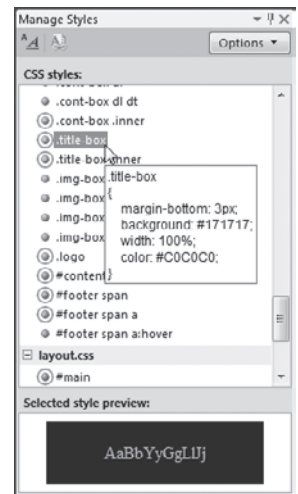 Manage Styles
Options
CSS styles:
.cont-box dl dt
.cont-box .inner
.title-box
.title-box .inner
.img-box
.img-box
.img-box
.img-box
.logo
#content
#footer span
#footer span a
#footer span a:hover
.title-box
{
margin-bottom: 3px;
background: #171717;
width: 100%;
color: #C0C0C0;
}
layout.css
#main
Selected style preview:
AaBbYyGgLlJj